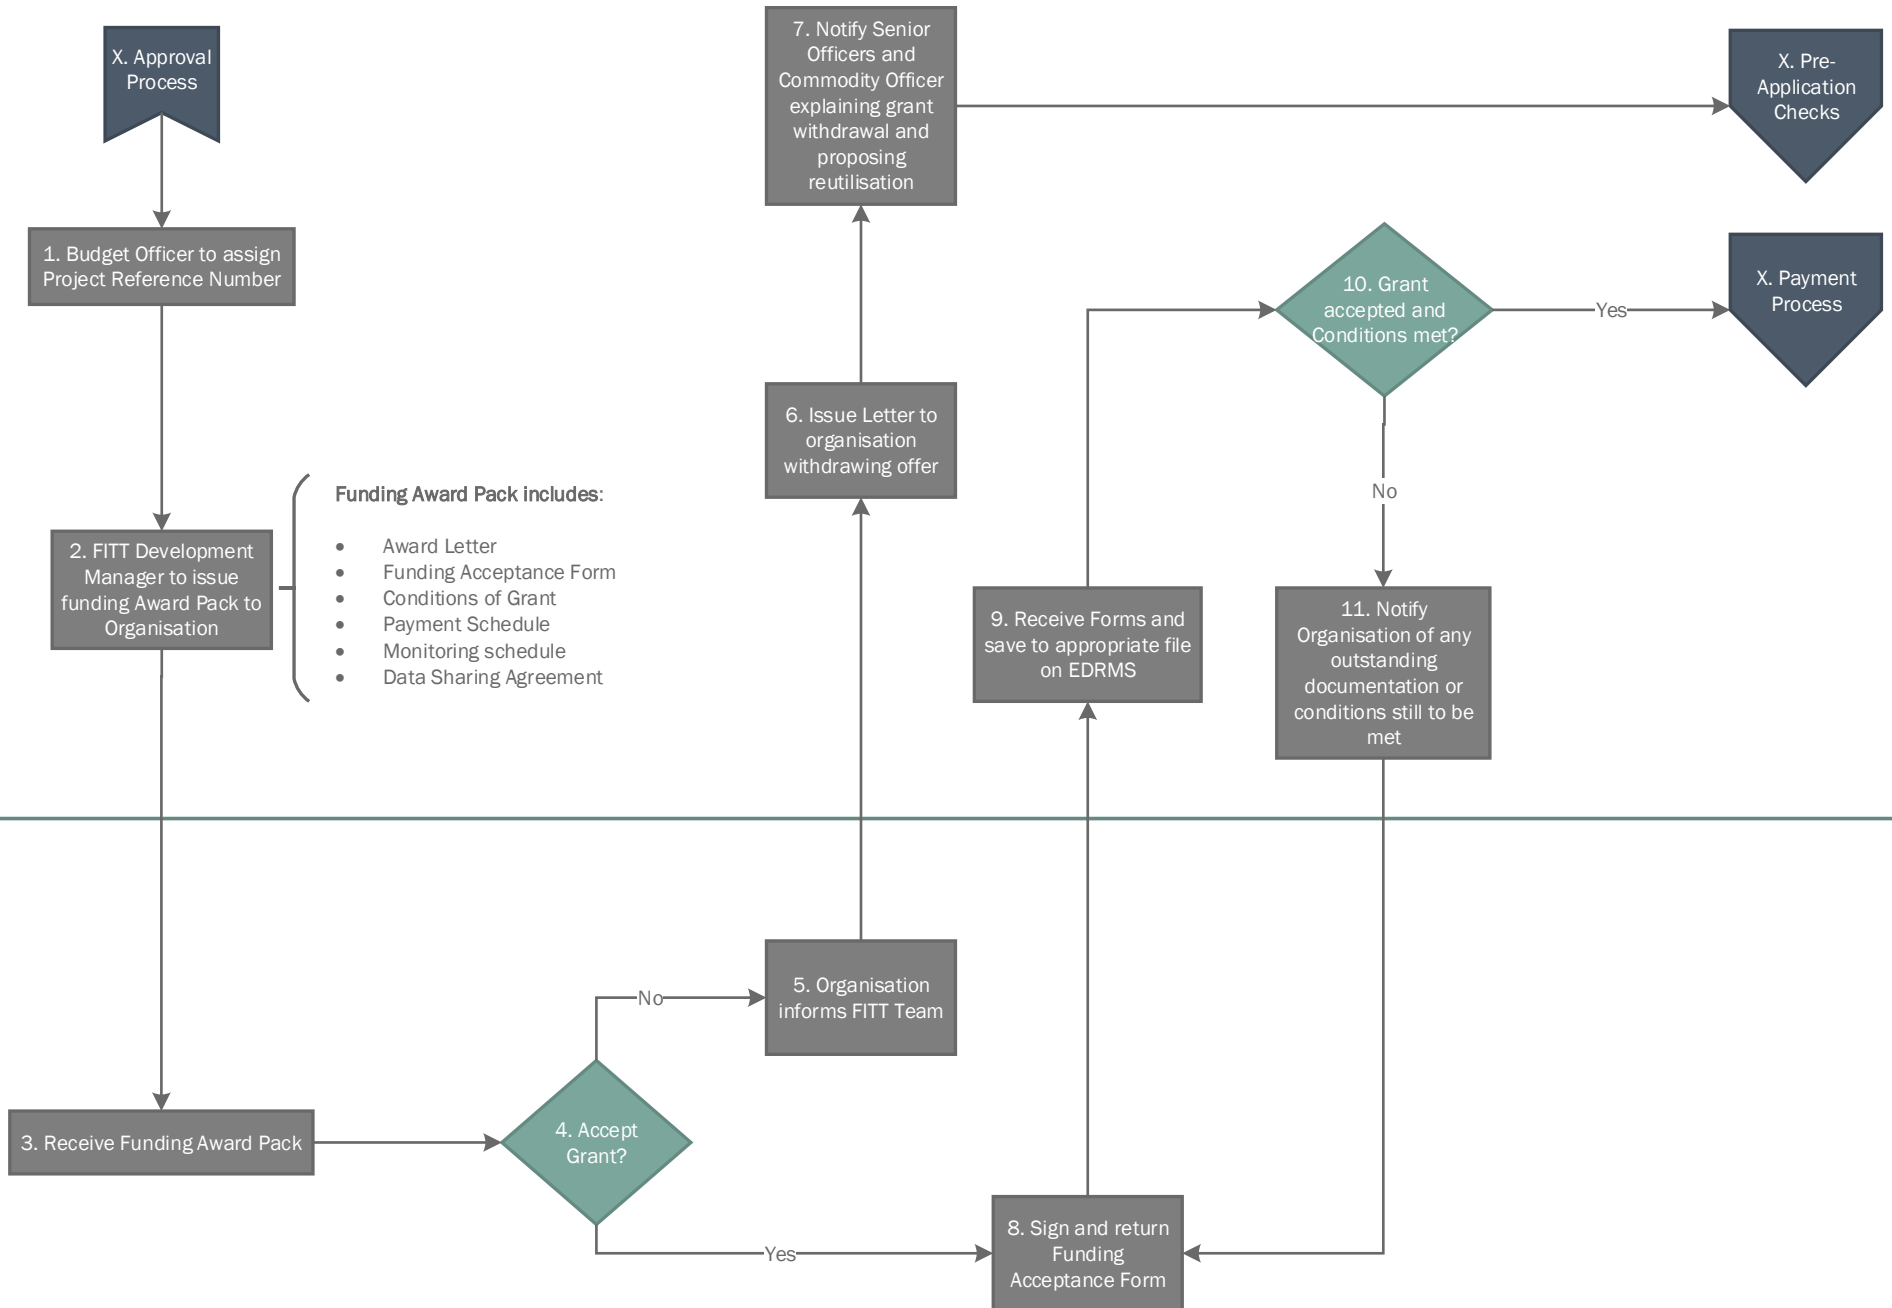 X. Approval
Process
1. Budget Officer to assign
Project Reference Number
2. FITT Development
Manager to issue
funding Award Pack to
Organisation
Funding Award Pack includes:
• Award Letter
• Funding Acceptance Form
• Conditions of Grant
• Payment Schedule
• Monitoring schedule
• Data Sharing Agreement
3. Receive Funding Award Pack
4. Accept
Grant?
No
Yes
5. Organisation
informs FITT Team
6. Issue Letter to
organisation
withdrawing offer
7. Notify Senior
Officers and
Commodity Officer
explaining grant
withdrawal and
proposing
reutilisation
X. Pre-
Application
Checks
8. Sign and return
Funding
Acceptance Form
9. Receive Forms and
save to appropriate file
on EDRMS
10. Grant
accepted and
Conditions met?
Yes
X. Payment
Process
No
11. Notify
Organisation of any
outstanding
documentation or
conditions still to be
met